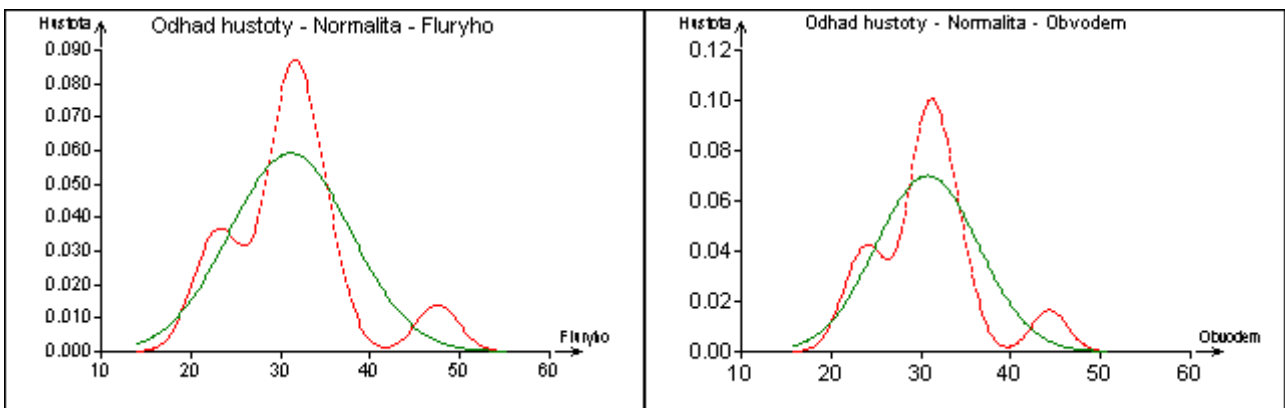 Hustota
Odhad hustoty - Normalita - Fluryho
0.090
0.080
0.070
0.060
0.050
0.040
0.030
0.020
0.010
0.000
10 20 30 40 50 60
Fluryho
Hustota
Odhad hustoty - Normalita - Obvodem
0.12
0.10
0.08
0.06
0.04
0.02
0.00
10 20 30 40 50 60
Obvodem